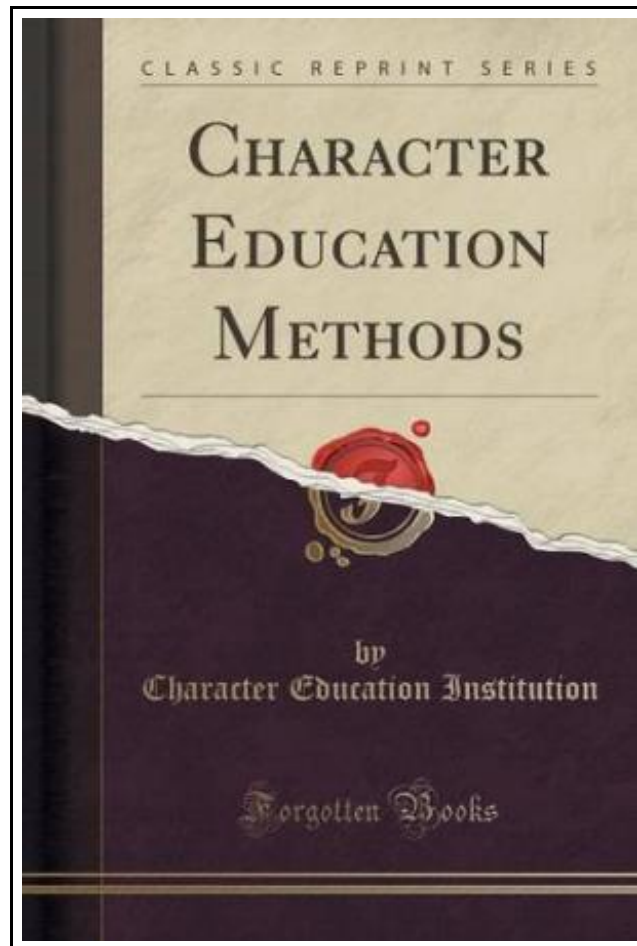 CLASSIC REPRINT SERIES
CHARACTER
EDUCATION
METHODS
F
by
Character Education Institution
Forgotten Books